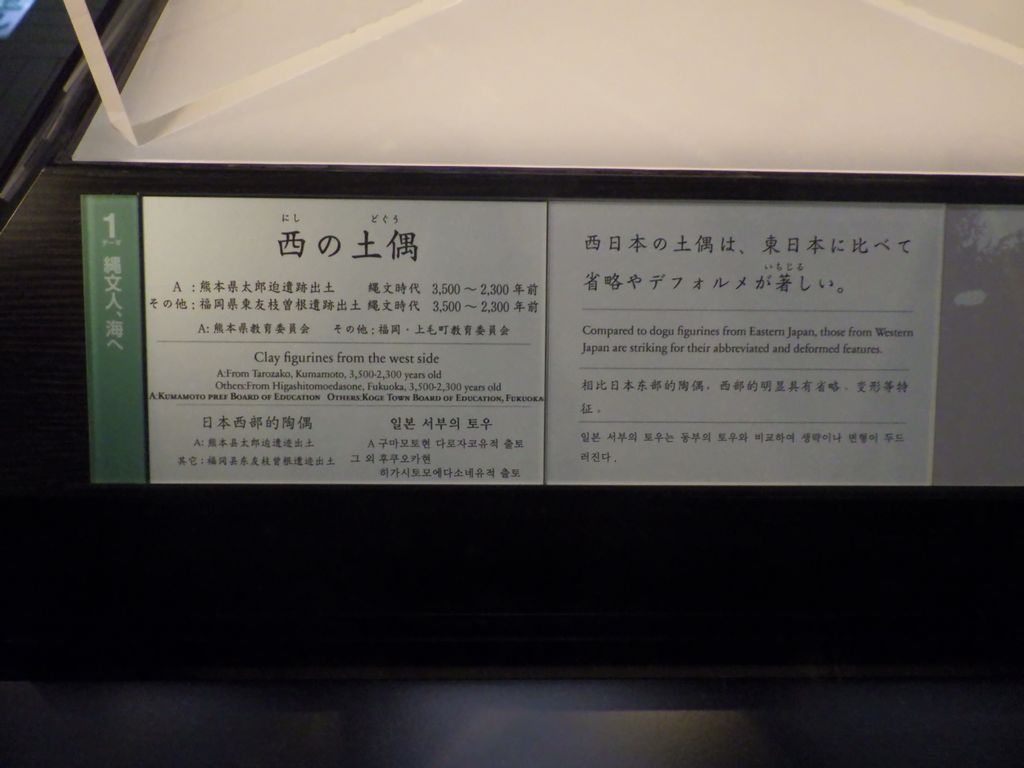 1
テーマ
縄文人、海へ
にし どぐう
西の土偶
A : 熊本県太郎迫遺跡出土 縄文時代 3,500 ～ 2,300 年前
その他 : 福岡県東友枝曽根遺跡出土 縄文時代 3,500 ～ 2,300 年前
A: 熊本県教育委員会 その他 : 福岡・上毛町教育委員会
Clay figurines from the west side
A:From Tarozako, Kumamoto, 3,500-2,300 years old
Others:From Higashitomoedasone, Fukuoka, 3,500-2,300 years old
A:Kumamoto pref Board of Education Others:Koge Town Board of Education, Fukuoka
日本西部的陶偶
A: 熊本县太郎迫遗迹出土
其它 : 福冈县东友枝曾根遗迹出土
일본 서부의 토우
A 구마모토현 다로자코유적 출토
그 외 후쿠오카현
히가시토모에다소네유적 출토
西日本の土偶は、東日本に比べて
いちじる
省略やデフォルメが著しい。
Compared to dogu figurines from Eastern Japan, those from Western
Japan are striking for their abbreviated and deformed features.
相比日本东部的陶偶，西部的明显具有省略、变形等特
征。
일본 서부의 토우는 동부의 토우와 비교하여 생략이나 변형이 두드
러진다.